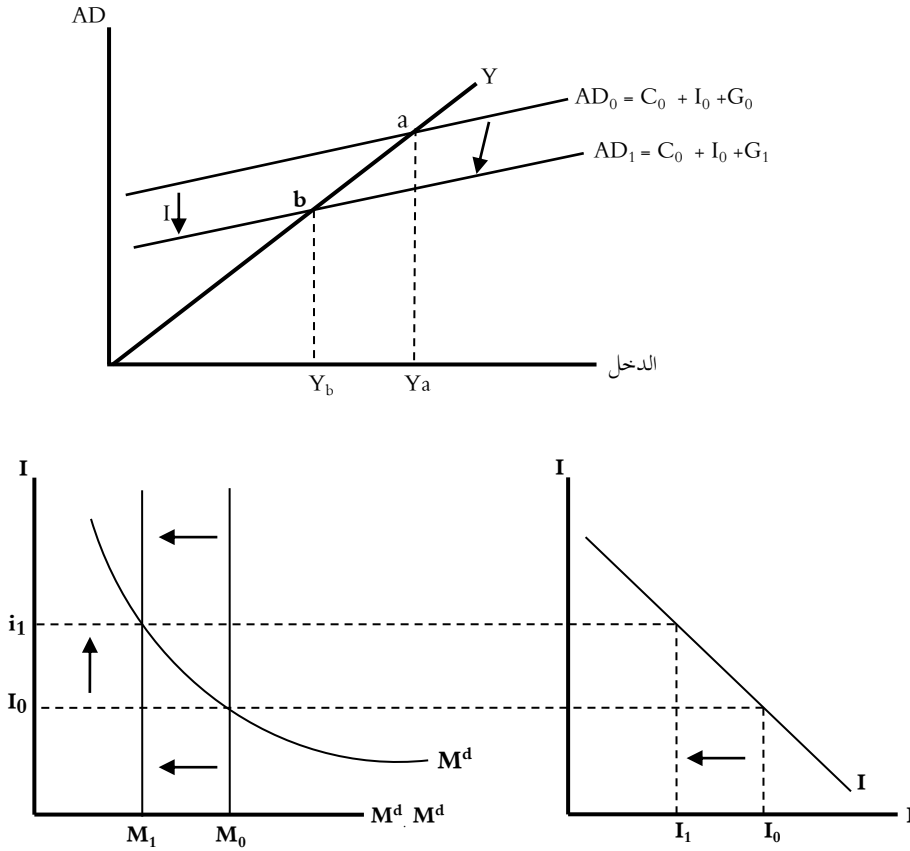 AD
Y
AD₀ = C₀ + I₀ +G₀
a
AD₁ = C₀ + I₀ +G₁
I
b
الدخل
Y_b
Ya
I
I
i₁
I₀
M^d
I
M^d . M^d
I
M₁
M₀
I₁
I₀